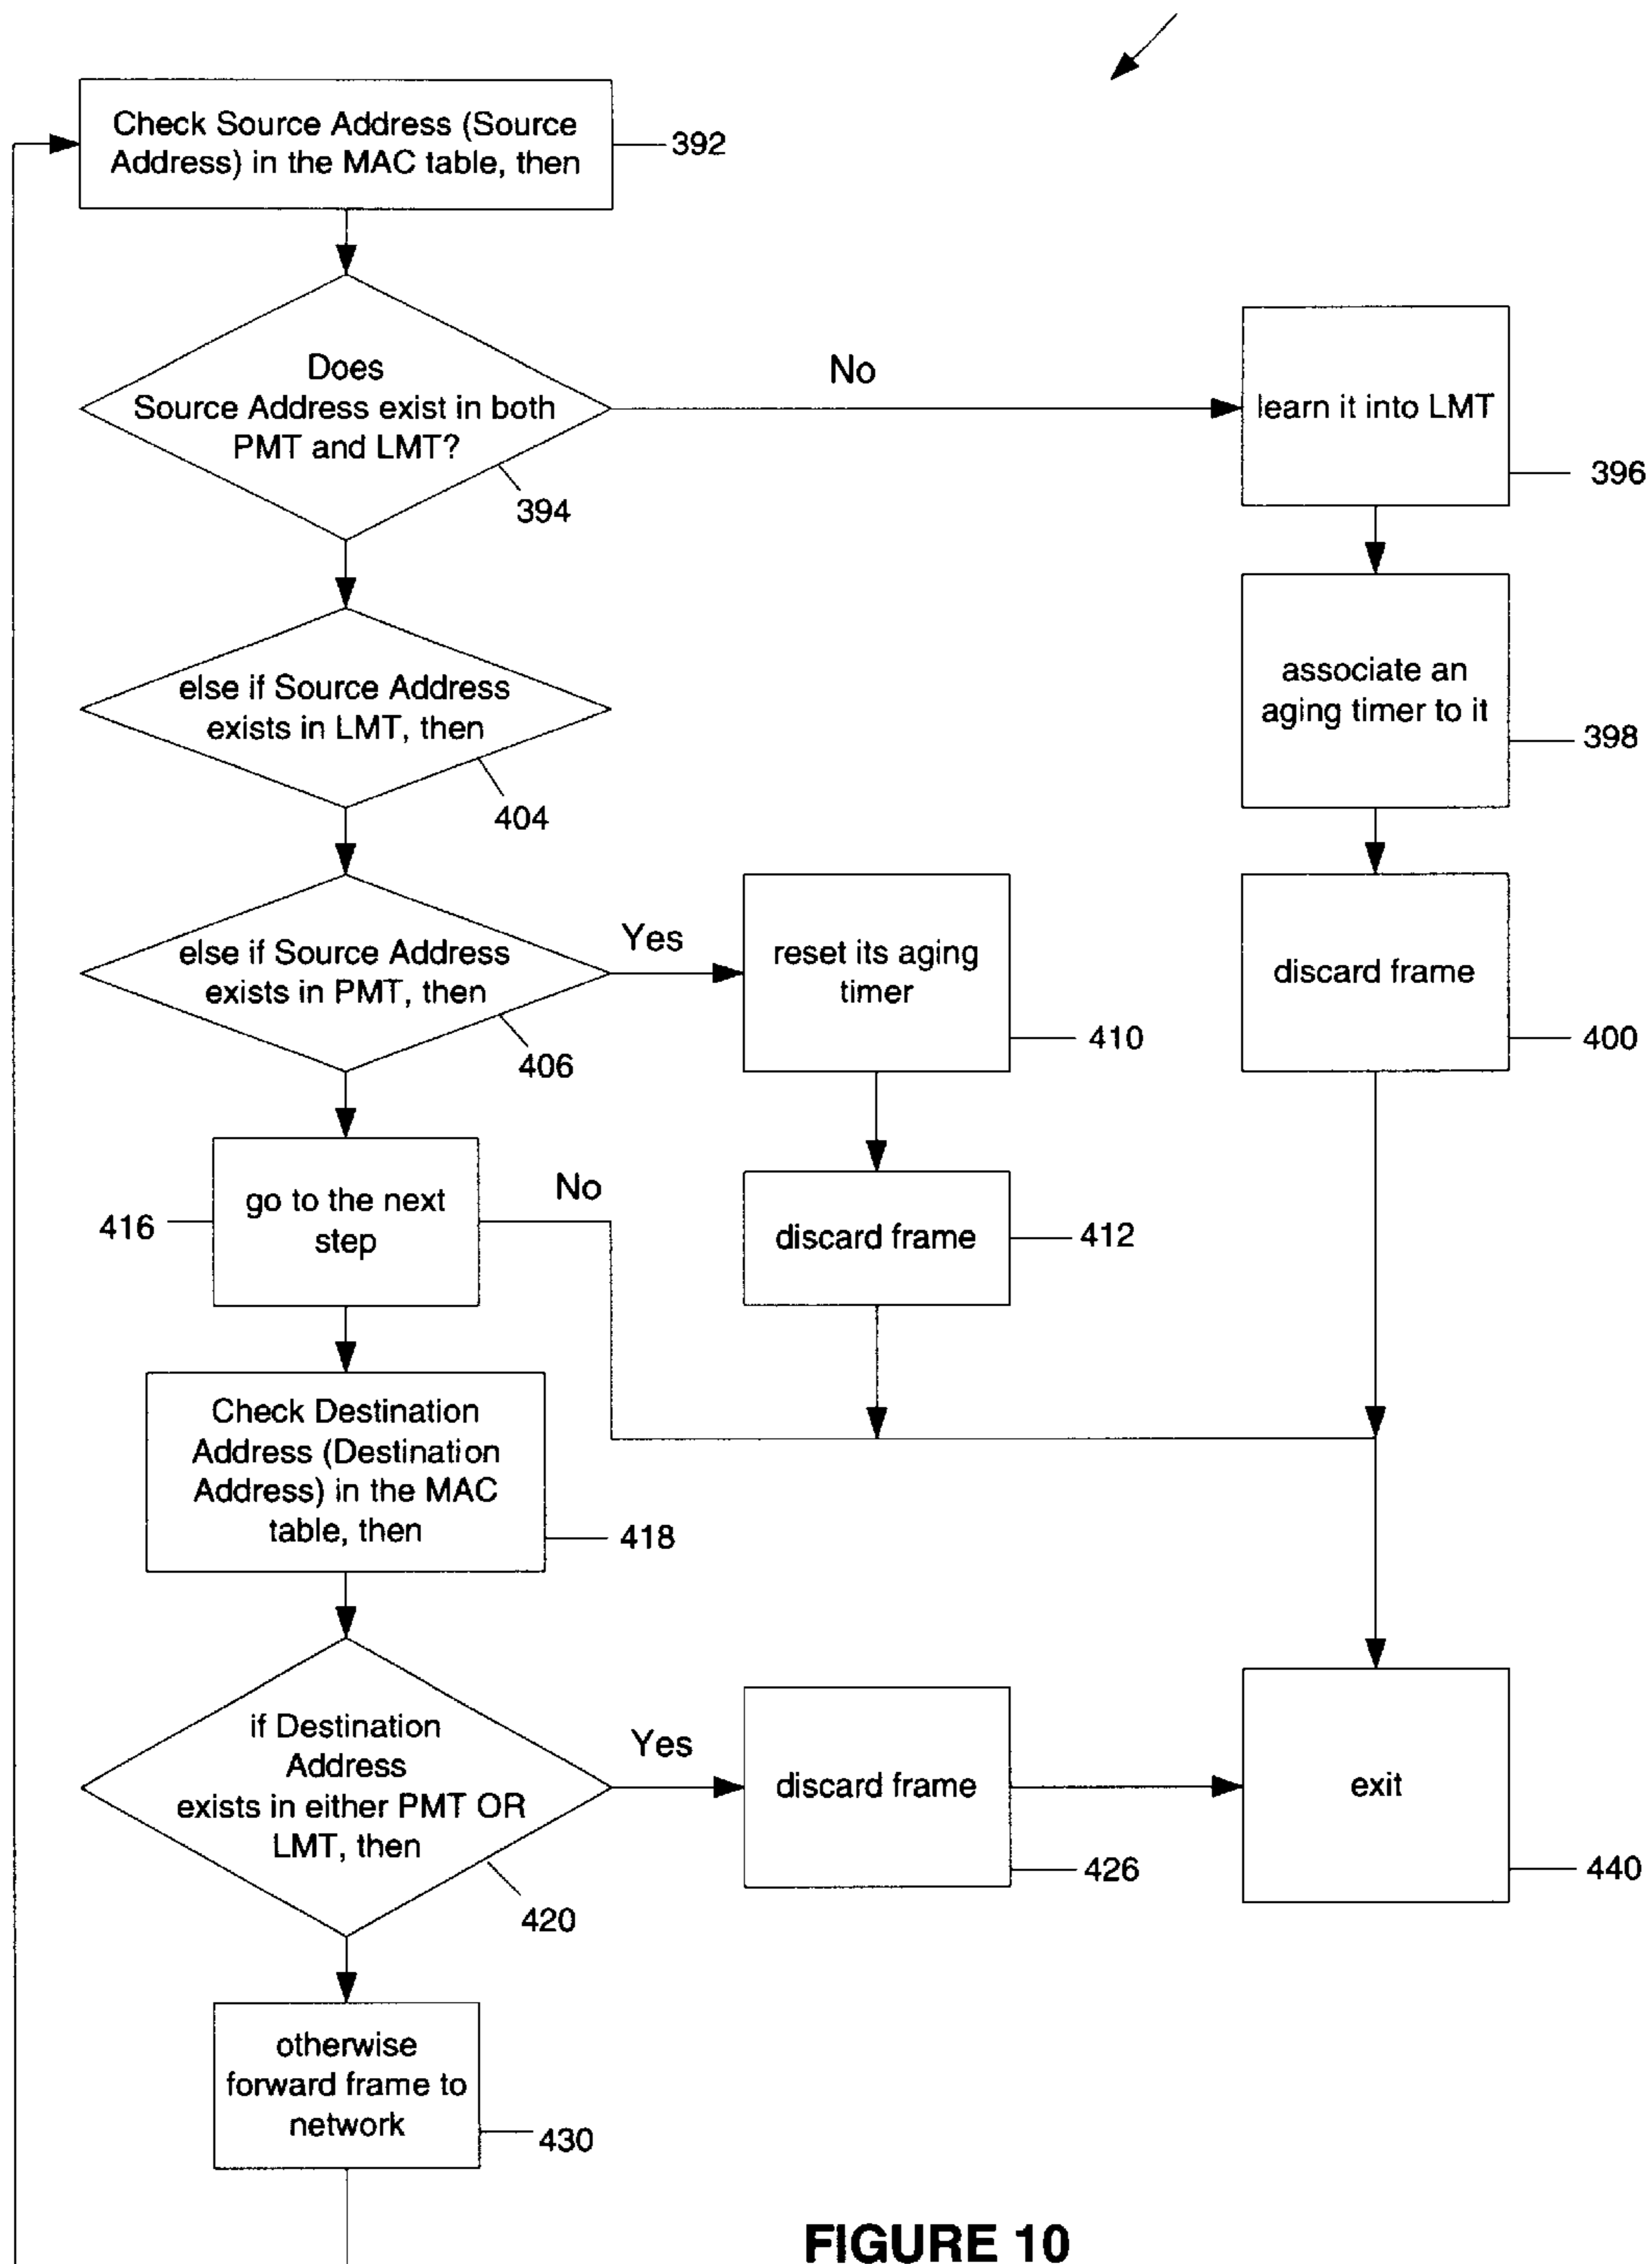 Check Source Address (Source
Address) in the MAC table, then
392
Does
Source Address exist in both
PMT and LMT?
394
No
learn it into LMT
396
associate an
aging timer to it
398
discard frame
400
else if Source Address
exists in LMT, then
404
else if Source Address
exists in PMT, then
406
Yes
reset its aging
timer
410
discard frame
412
go to the next
step
416
No
Check Destination
Address (Destination
Address) in the MAC
table, then
418
if Destination
Address
exists in either PMT OR
LMT, then
420
Yes
discard frame
426
exit
440
otherwise
forward frame to
network
430
FIGURE 10